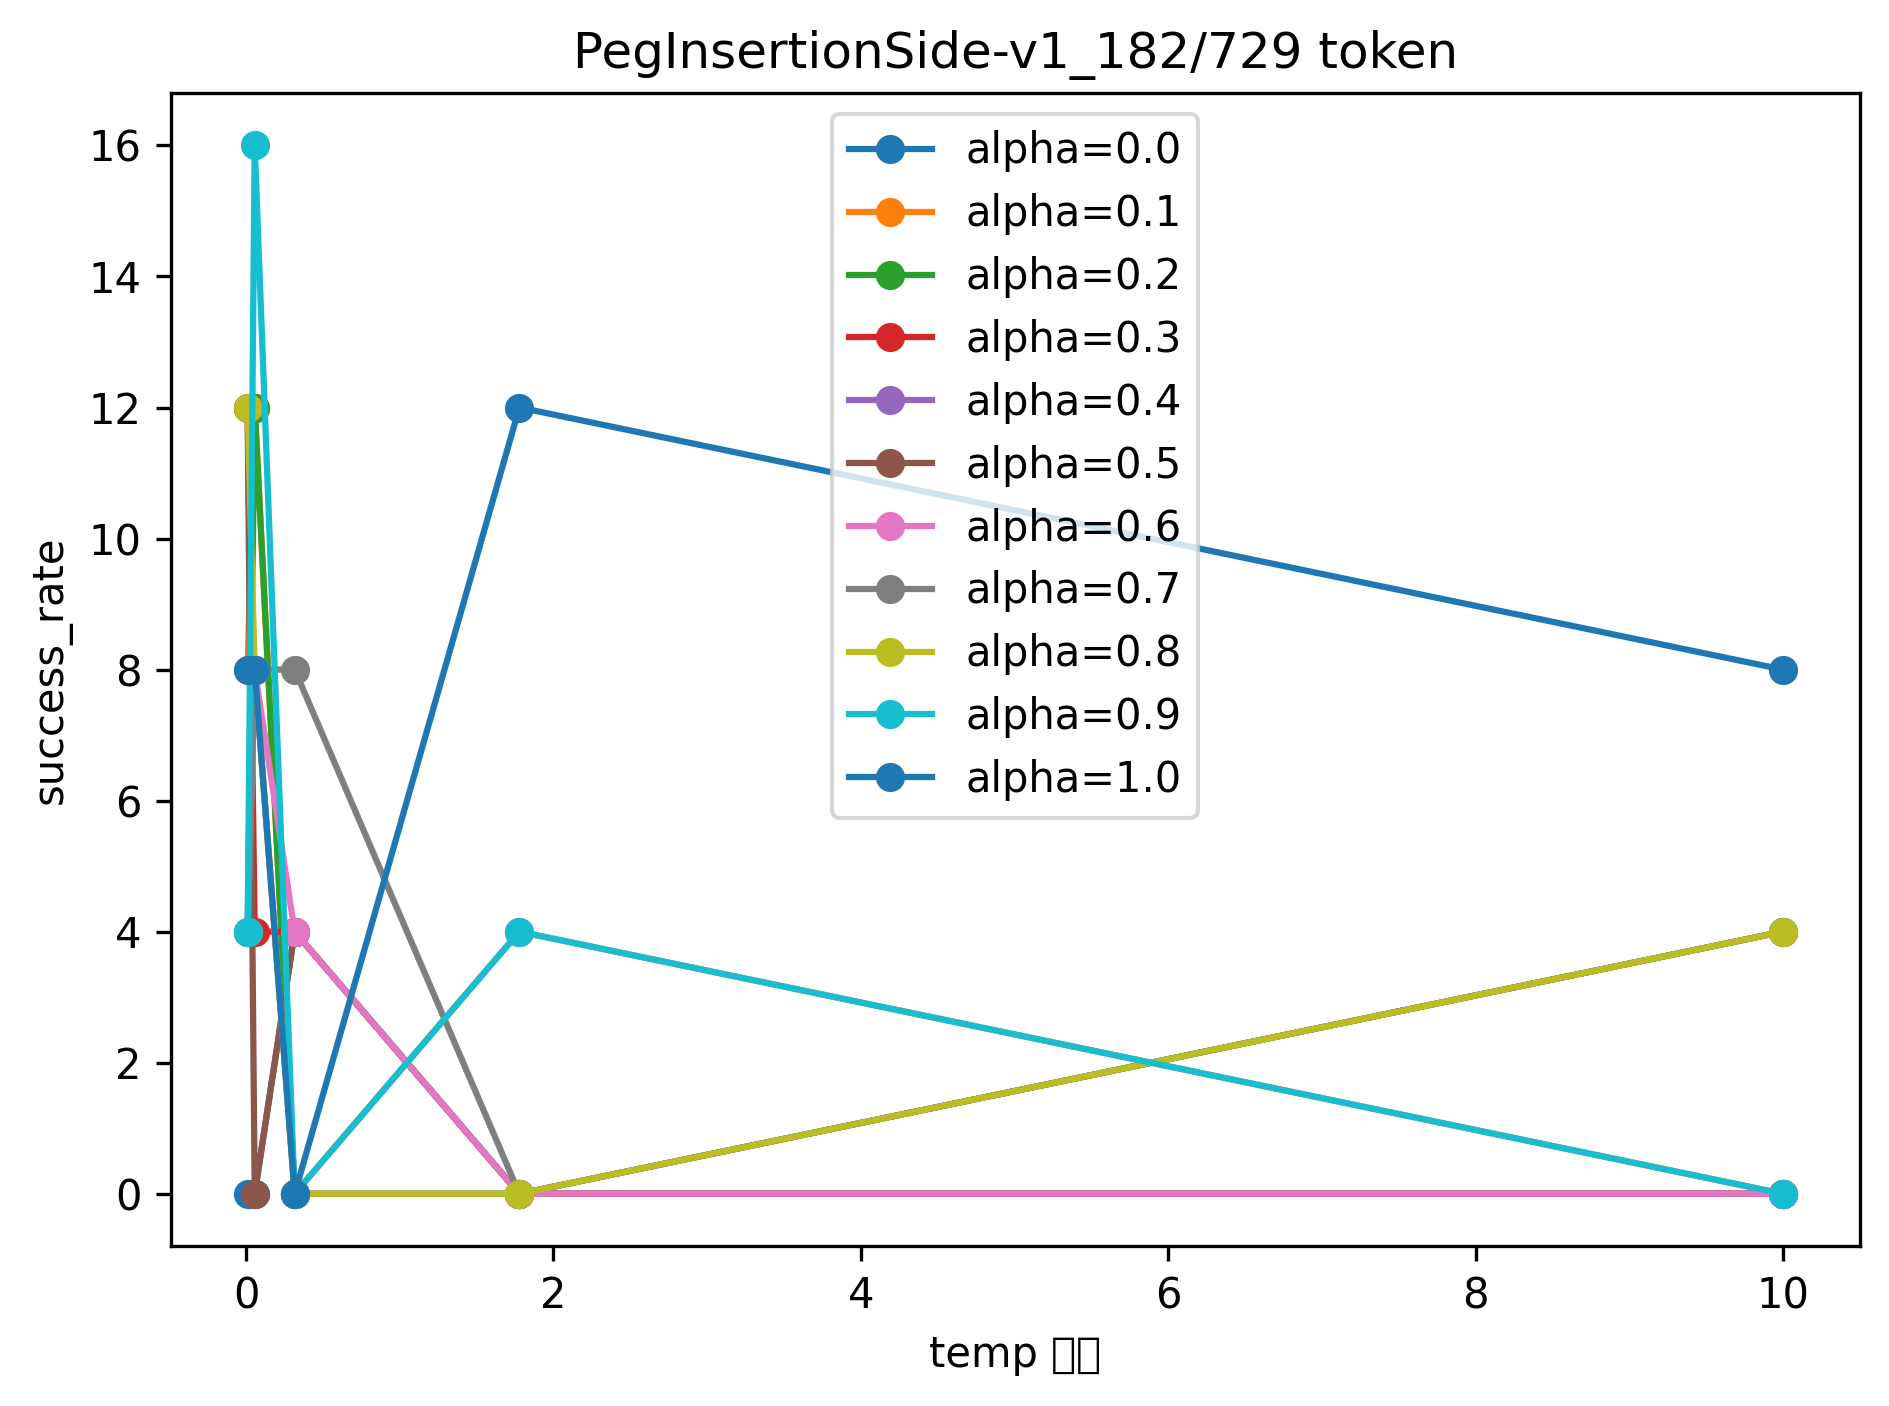 PegInsertionSide-v1_182/729 token
16
14
12
10
8
6
4
2
0
success_rate
alpha=0.0
alpha=0.1
alpha=0.2
alpha=0.3
alpha=0.4
alpha=0.5
alpha=0.6
alpha=0.7
alpha=0.8
alpha=0.9
alpha=1.0
0 2 4 6 8 10
temp